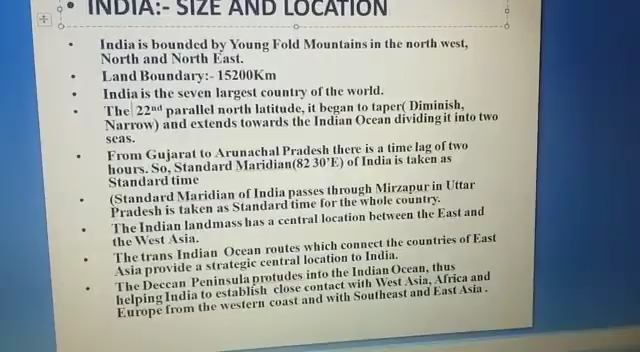 • INDIA:- SIZE AND LOCATION
• India is bounded by Young Fold Mountains in the north west,
North and North East.
• Land Boundary:- 15200Km
• India is the seven largest country of the world.
• The 22nd parallel north latitude, it began to taper( Diminish,
Narrow) and extends towards the Indian Ocean dividing it into two
seas.
• From Gujarat to Arunachal Pradesh there is a time lag of two
hours. So, Standard Maridian(82 30'E) of India is taken as
Standard time
• (Standard Maridian of India passes through Mirzapur in Uttar
Pradesh is taken as Standard time for the whole country.
• The Indian landmass has a central location between the East and
the West Asia.
• The trans Indian Ocean routes which connect the countries of East
Asia provide a strategic central location to India.
• The Deccan Peninsula protudes into the Indian Ocean, thus
helping India to establish close contact with West Asia, Africa and
Europe from the western coast and with Southeast and East Asia .